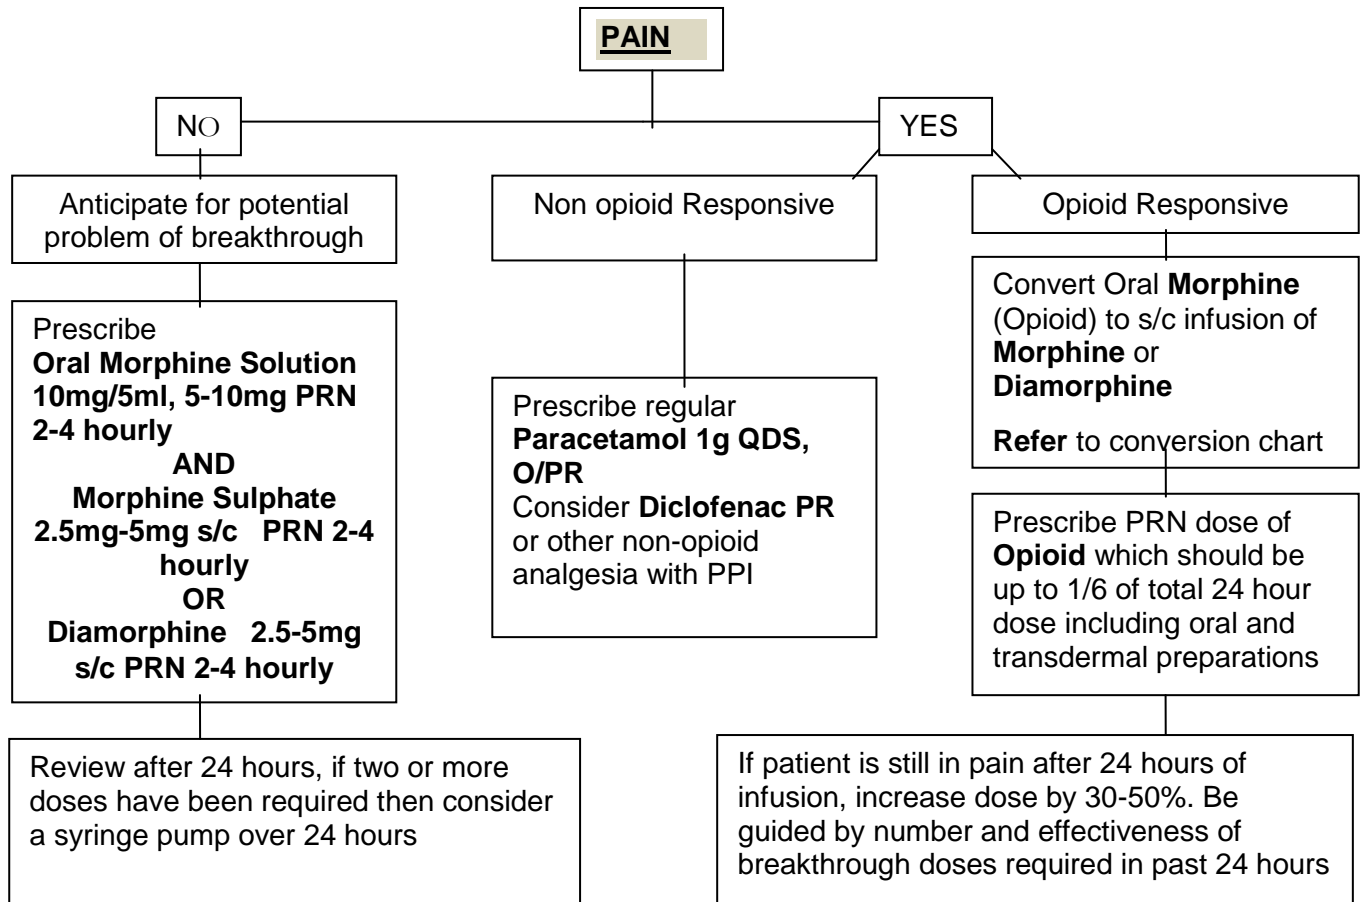 PAIN
NO
YES
Anticipate for potential
problem of breakthrough
Non opioid Responsive
Opioid Responsive
Prescribe
Oral Morphine Solution
10mg/5ml, 5-10mg PRN
2-4 hourly
AND
Morphine Sulphate
2.5mg-5mg s/c PRN 2-4
hourly
OR
Diamorphine 2.5-5mg
s/c PRN 2-4 hourly
Prescribe regular
Paracetamol 1g QDS,
O/PR
Consider Diclofenac PR
or other non-opioid
analgesia with PPI
Convert Oral Morphine
(Opioid) to s/c infusion of
Morphine or
Diamorphine
Refer to conversion chart
Prescribe PRN dose of
Opioid which should be
up to 1/6 of total 24 hour
dose including oral and
transdermal preparations
Review after 24 hours, if two or more
doses have been required then consider
a syringe pump over 24 hours
If patient is still in pain after 24 hours of
infusion, increase dose by 30-50%. Be
guided by number and effectiveness of
breakthrough doses required in past 24 hours